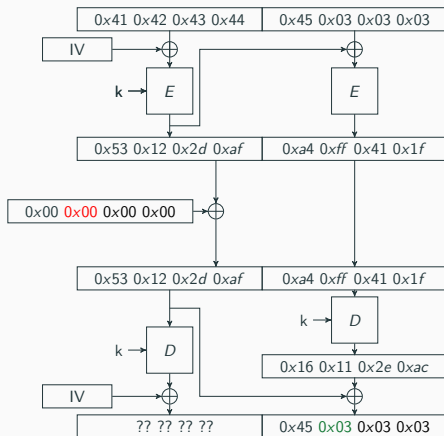 0x41 0x42 0x43 0x44 0x45 0x03 0x03 0x03
IV
k E E
0x53 0x12 0x2d 0xaf 0xa4 0xff 0x41 0x1f
0x00 0x00 0x00 0x00
0x53 0x12 0x2d 0xaf 0xa4 0xff 0x41 0x1f
k D
k D
0x16 0x11 0x2e 0xac
IV
?? ?? ?? ?? 0x45 0x03 0x03 0x03